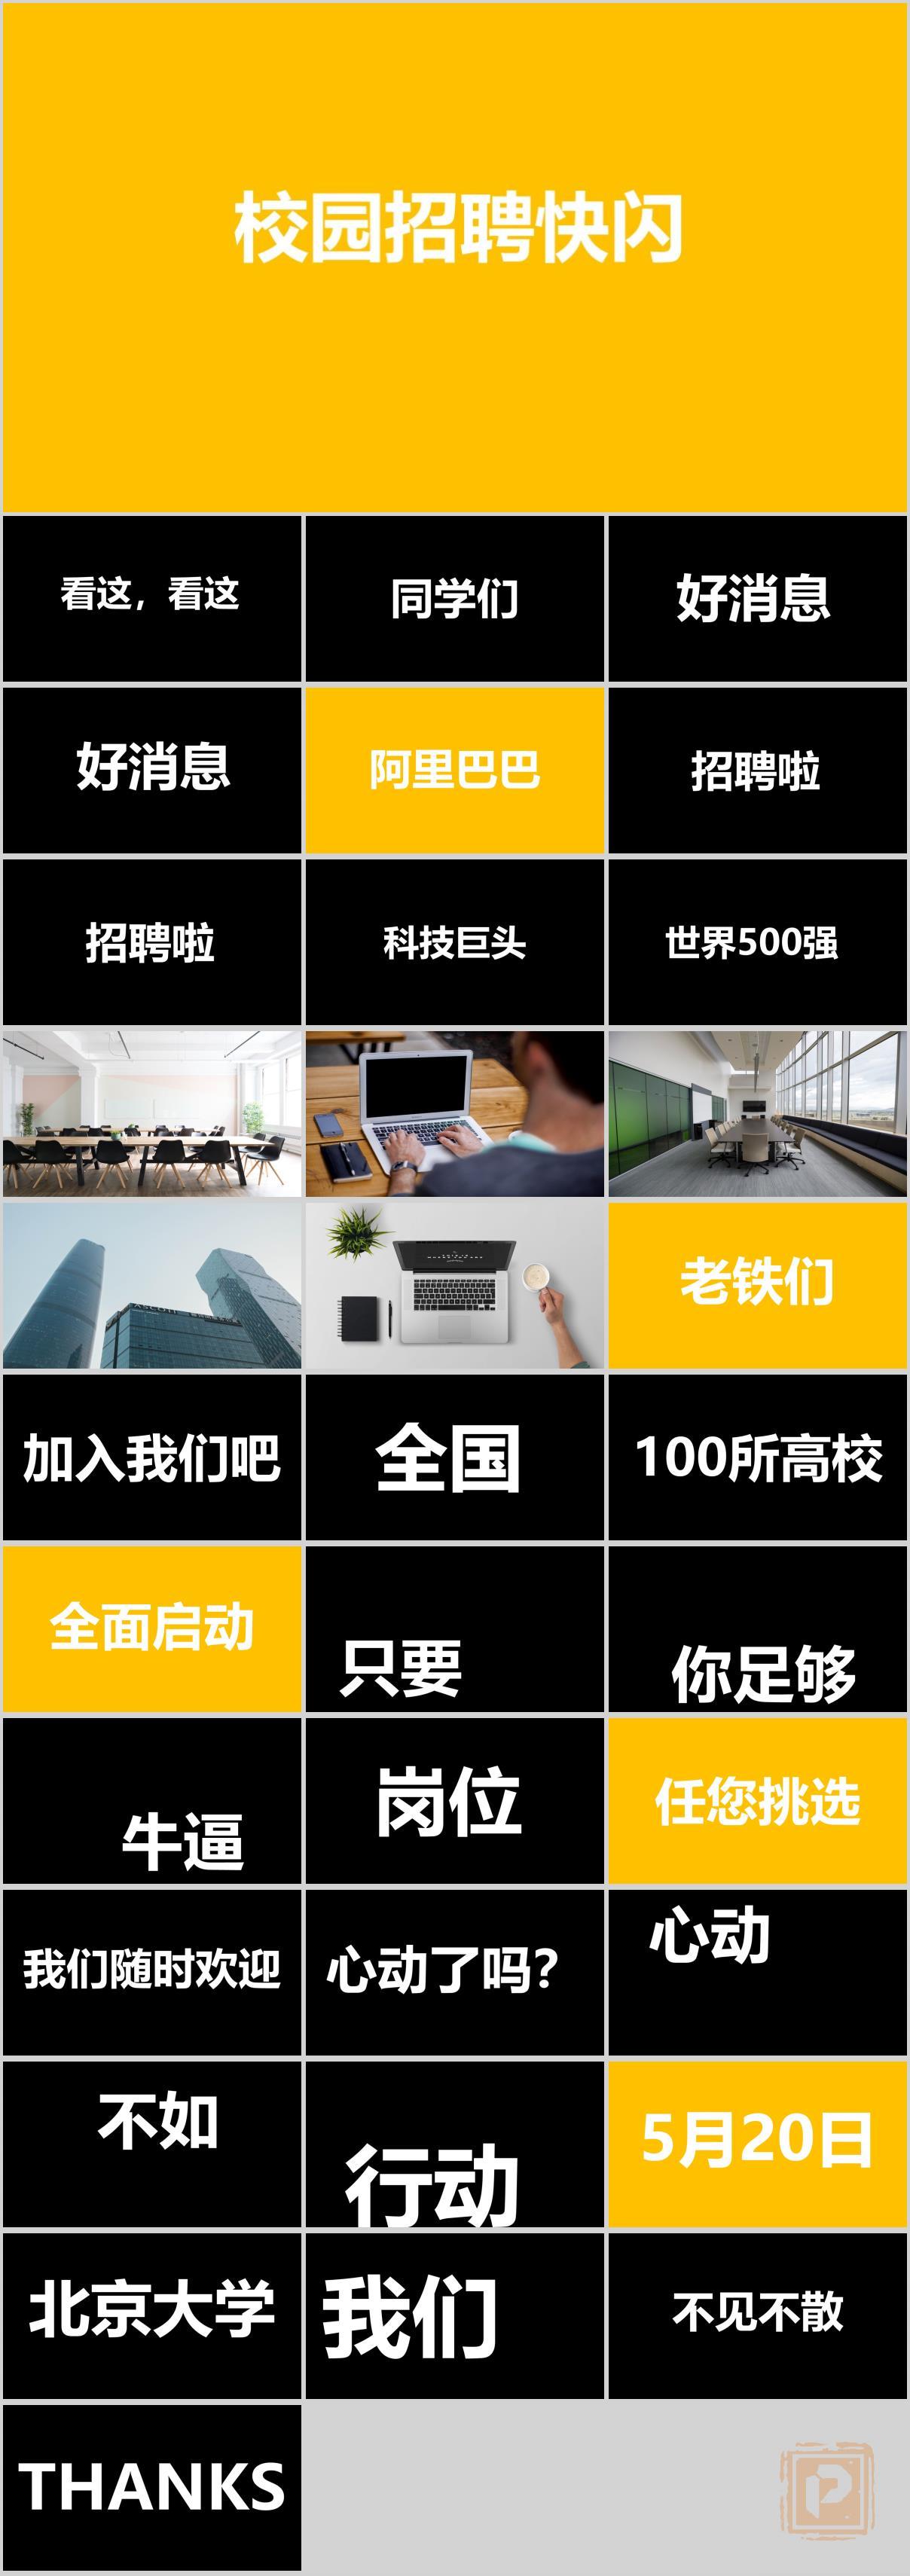 校园招聘快闪
看这，看这
同学们
好消息
好消息
阿里巴巴
招聘啦
招聘啦
科技巨头
世界500强
老铁们
加入我们吧
全国
100所高校
全面启动
只要
你足够
牛逼
岗位
任您挑选
我们随时欢迎
心动了吗？
心动
不如
行动
5月20日
北京大学
我们
不见不散
THANKS